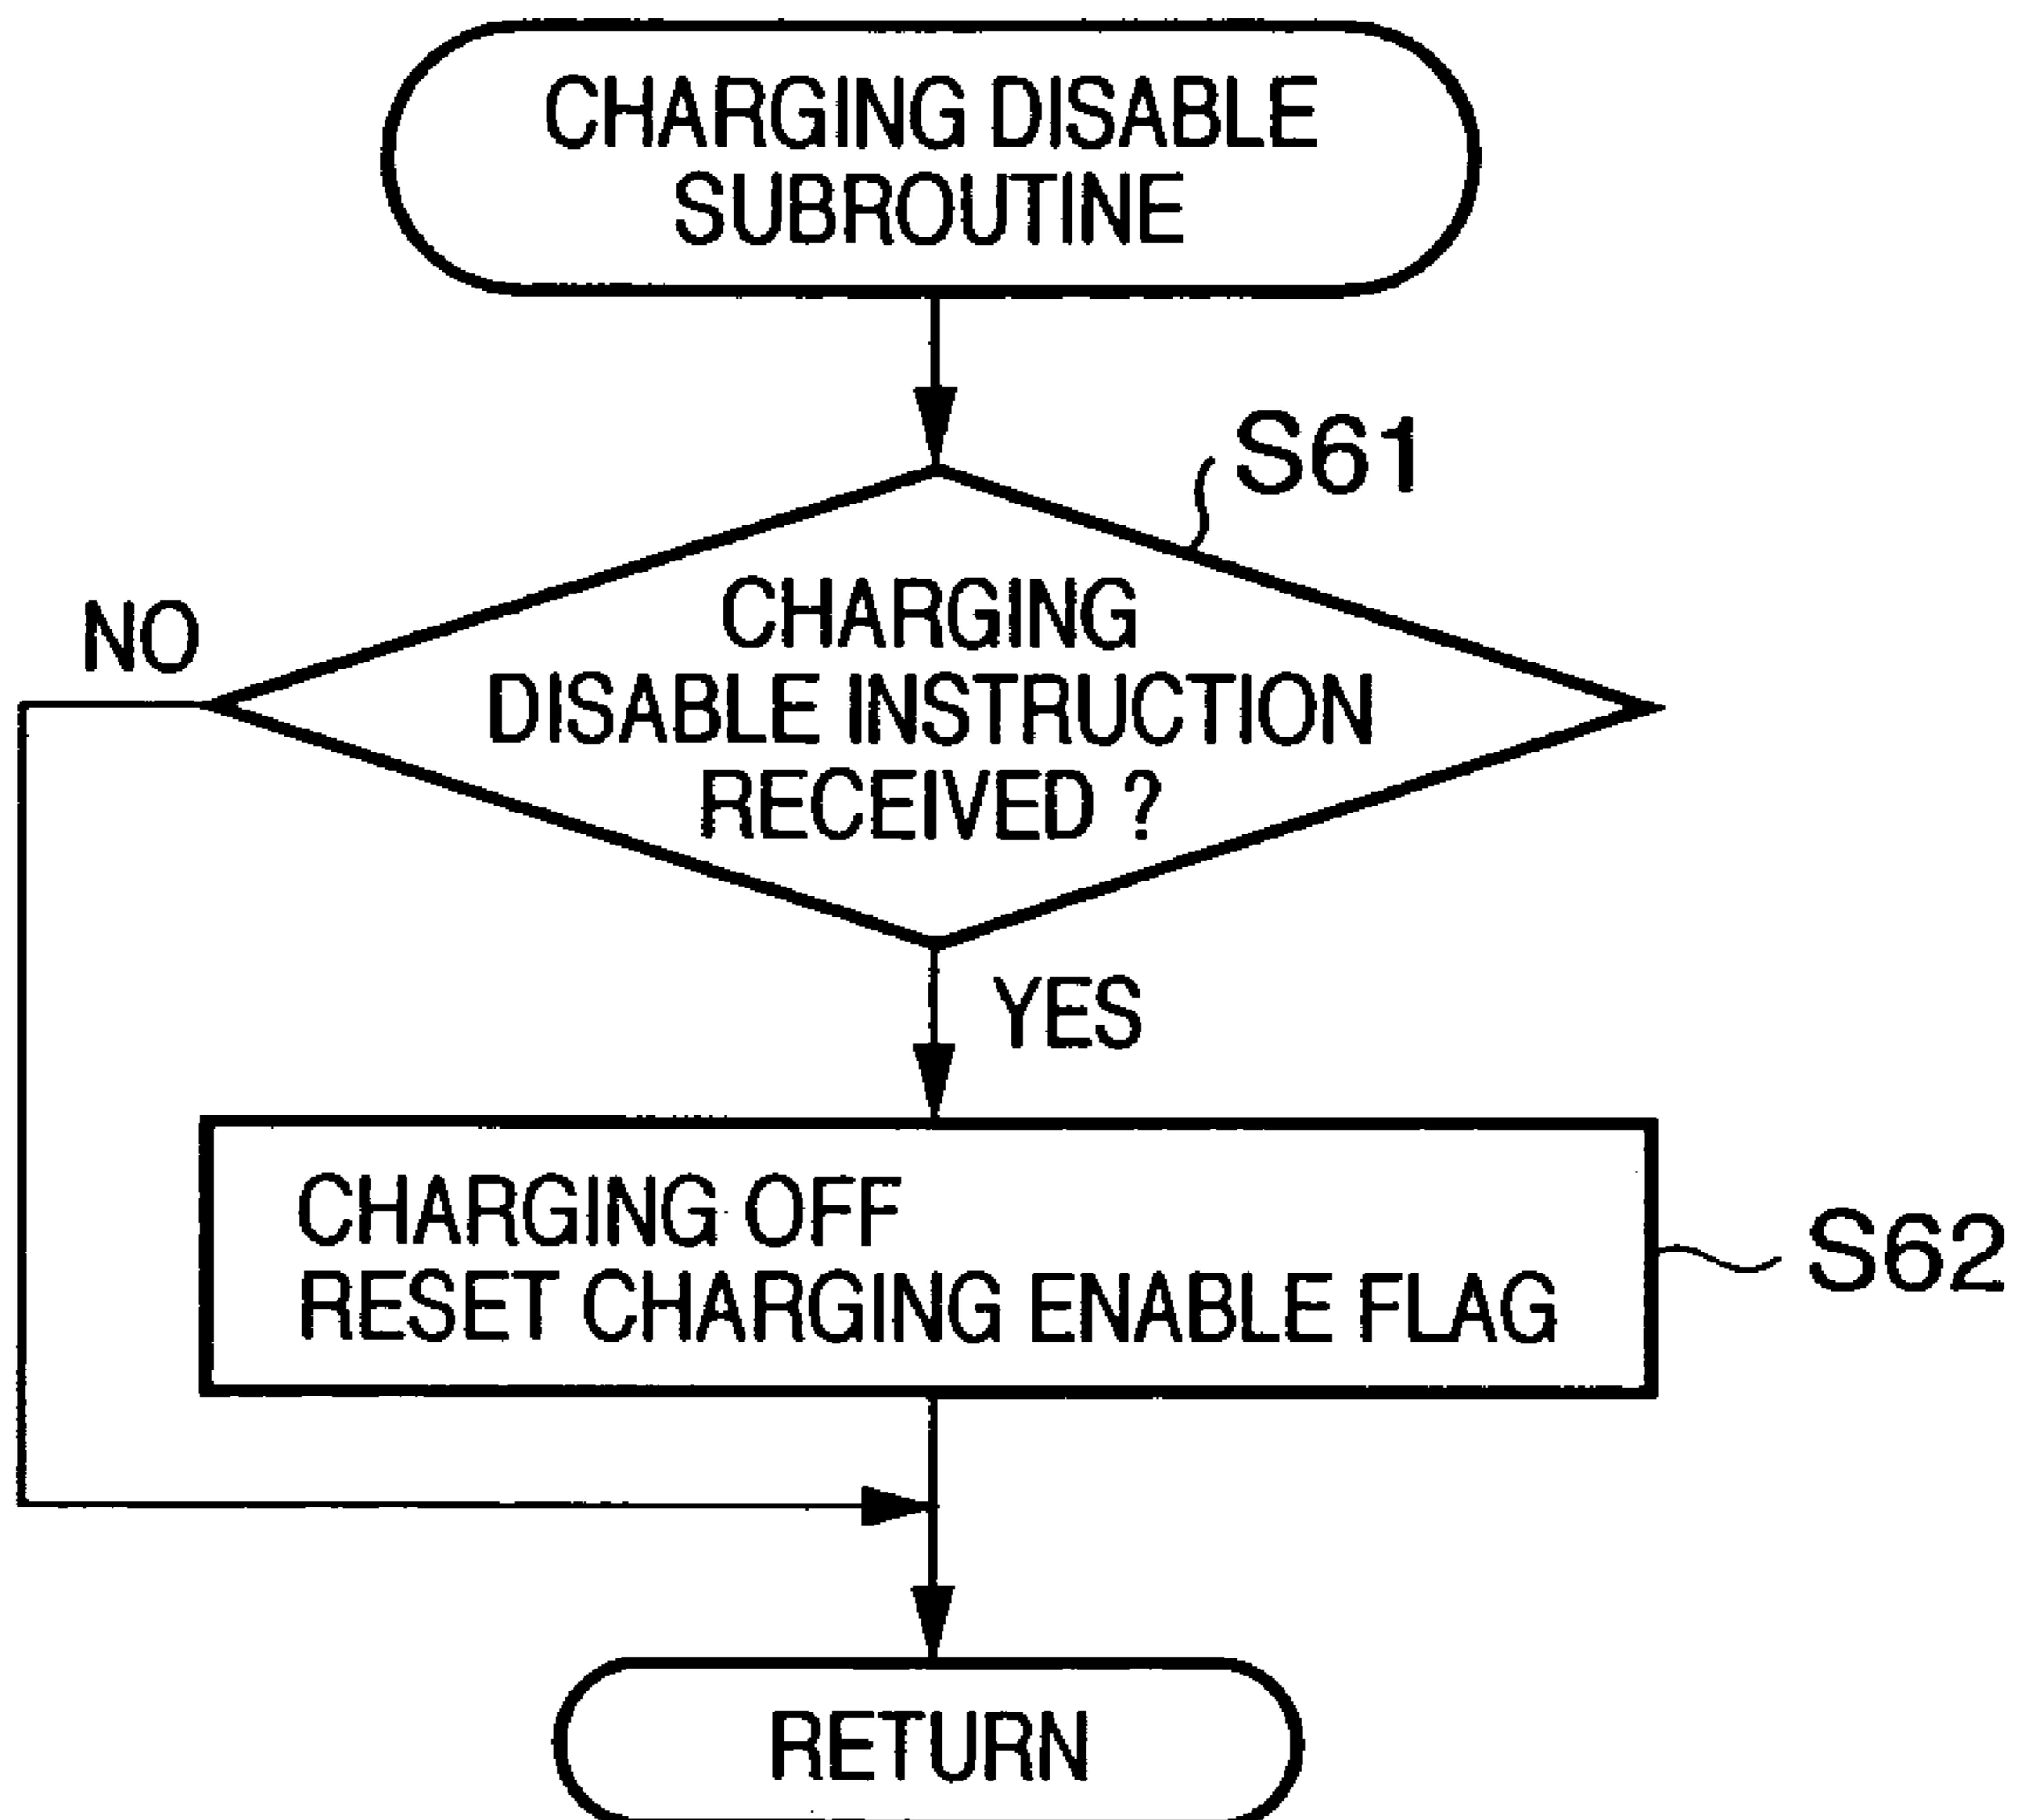 CHARGING DISABLE
SUBROUTINE
S61
CHARGING
DISABLE INSTRUCTION
RECEIVED ?
NO
YES
CHARGING OFF
RESET CHARGING ENABLE FLAG
S62
RETURN